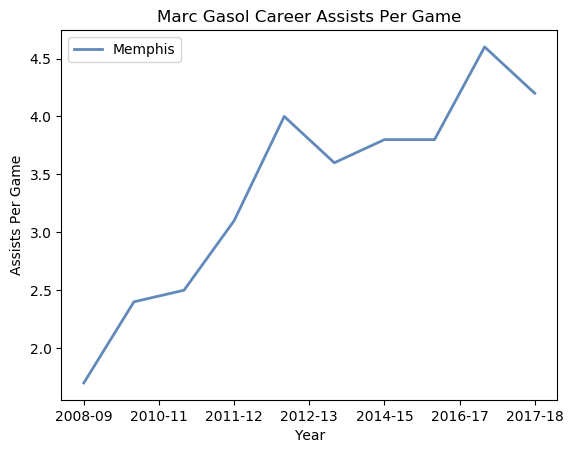 Marc Gasol Career Assists Per Game
Memphis
4.5
4.0
3.5
3.0
2.5
2.0
Assists Per Game
2008-09 2010-11 2011-12 2012-13 2014-15 2016-17 2017-18
Year